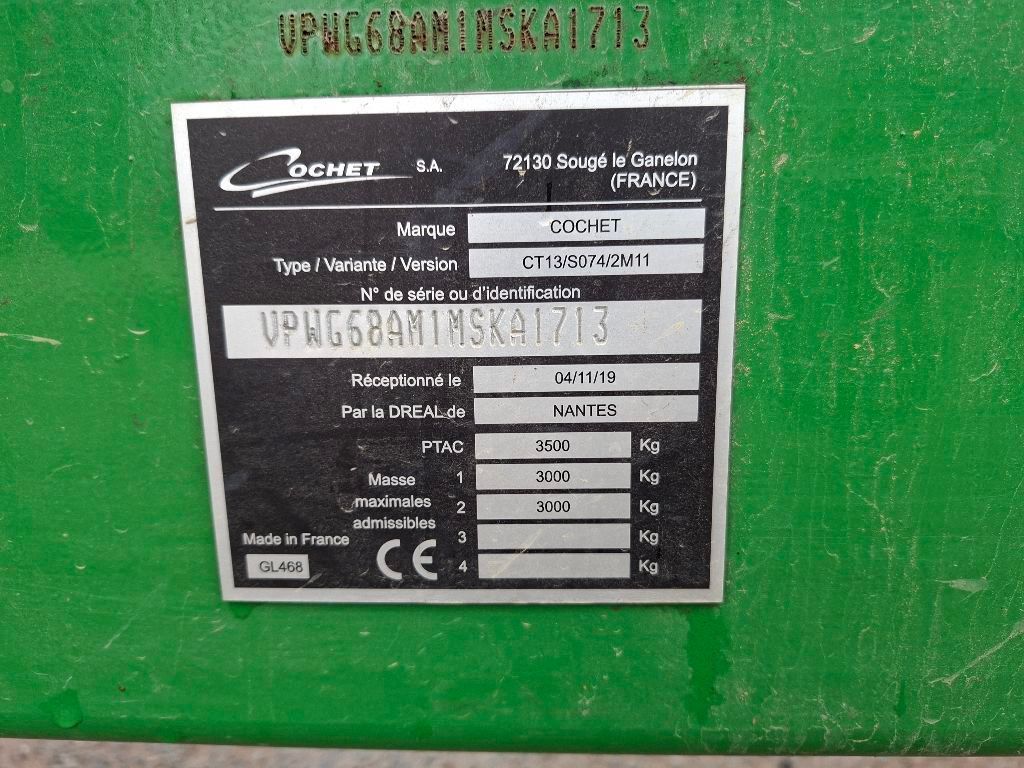 VPWG68AM1MSKA1713
COCHET S.A. 72130 Sougé le Ganelon
(FRANCE)
Marque COCHET
Type / Variante / Version CT13/S074/2M11
N° de série ou d'identification
VPWG68AM1MSKA1713
Réceptionné le 04/11/19
Par la DREAL de NANTES
PTAC 3500 Kg
Masse maximales admissibles
1 3000 Kg
2 3000 Kg
3 Kg
4 Kg
Made in France
GL468
CE